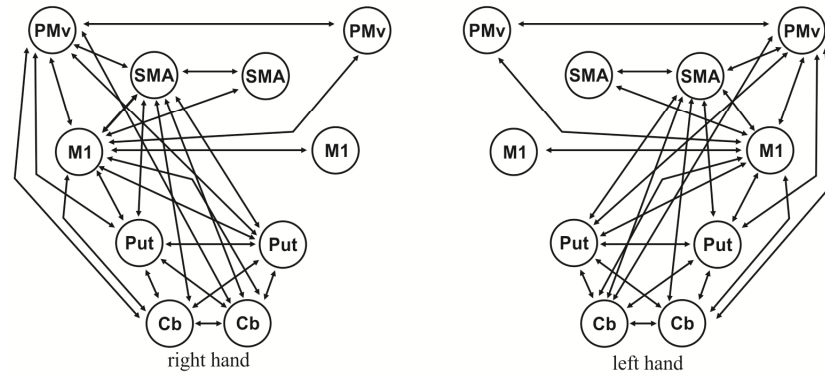 PMv PMv PMv PMv
SMA SMA SMA SMA
M1 M1 M1 M1
Put Put Put Put
Cb Cb Cb Cb
right hand left hand